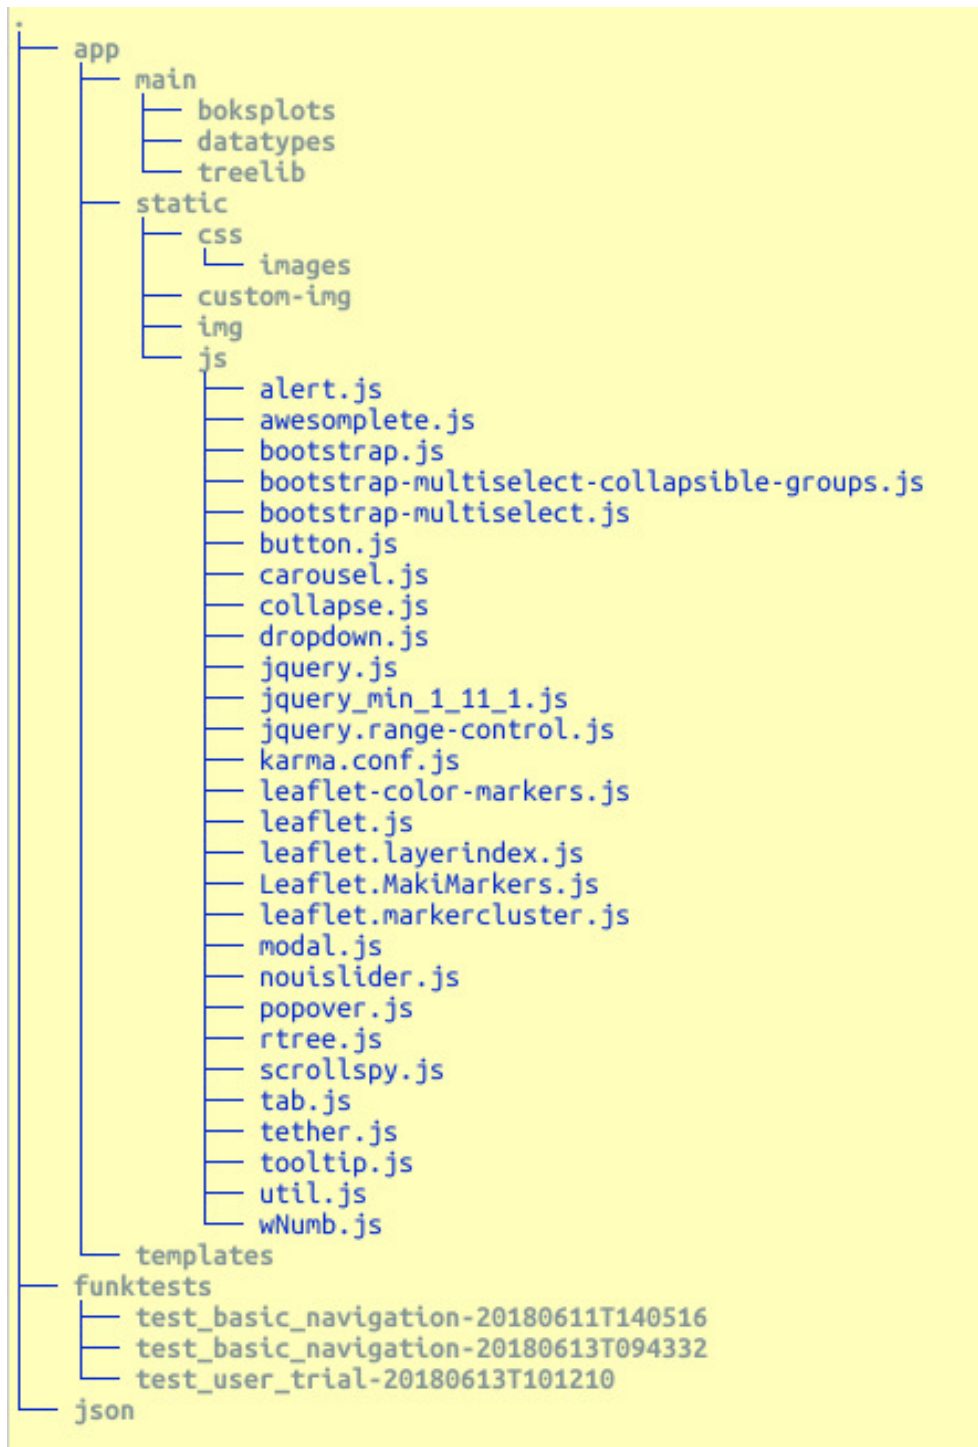 .
├── app
│   ├── main
│   │   ├── boksplots
│   │   ├── datatypes
│   │   └── treelib
│   ├── static
│   │   ├── css
│   │   │   └── images
│   │   ├── custom-img
│   │   ├── img
│   │   └── js
│   │       ├── alert.js
│   │       ├── awesomplete.js
│   │       ├── bootstrap.js
│   │       ├── bootstrap-multiselect-collapsible-groups.js
│   │       ├── bootstrap-multiselect.js
│   │       ├── button.js
│   │       ├── carousel.js
│   │       ├── collapse.js
│   │       ├── dropdown.js
│   │       ├── jquery.js
│   │       ├── jquery_min_1_11_1.js
│   │       ├── jquery.range-control.js
│   │       ├── karma.conf.js
│   │       ├── leaflet-color-markers.js
│   │       ├── leaflet.js
│   │       ├── leaflet.layerindex.js
│   │       ├── Leaflet.MakiMarkers.js
│   │       ├── leaflet.markercluster.js
│   │       ├── modal.js
│   │       ├── nouislider.js
│   │       ├── popover.js
│   │       ├── rtree.js
│   │       ├── scrollspy.js
│   │       ├── tab.js
│   │       ├── tether.js
│   │       ├── tooltip.js
│   │       ├── util.js
│   │       └── wNumb.js
│   └── templates
├── funktests
│   ├── test_basic_navigation-20180611T140516
│   ├── test_basic_navigation-20180613T094332
│   └── test_user_trial-20180613T101210
└── json